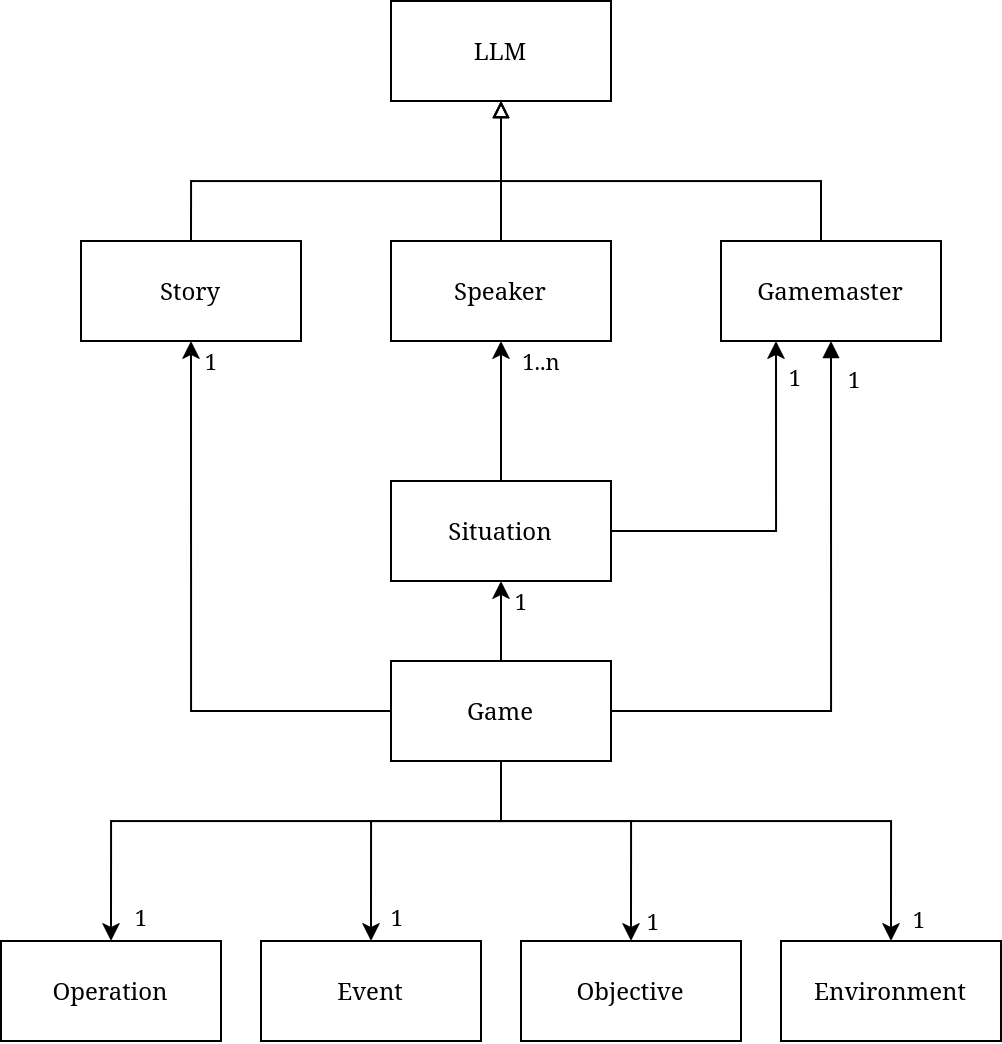 LLM
Story
Speaker
Gamemaster
1
1..n
1
1
Situation
1
Game
1
1
1
1
Operation
Event
Objective
Environment